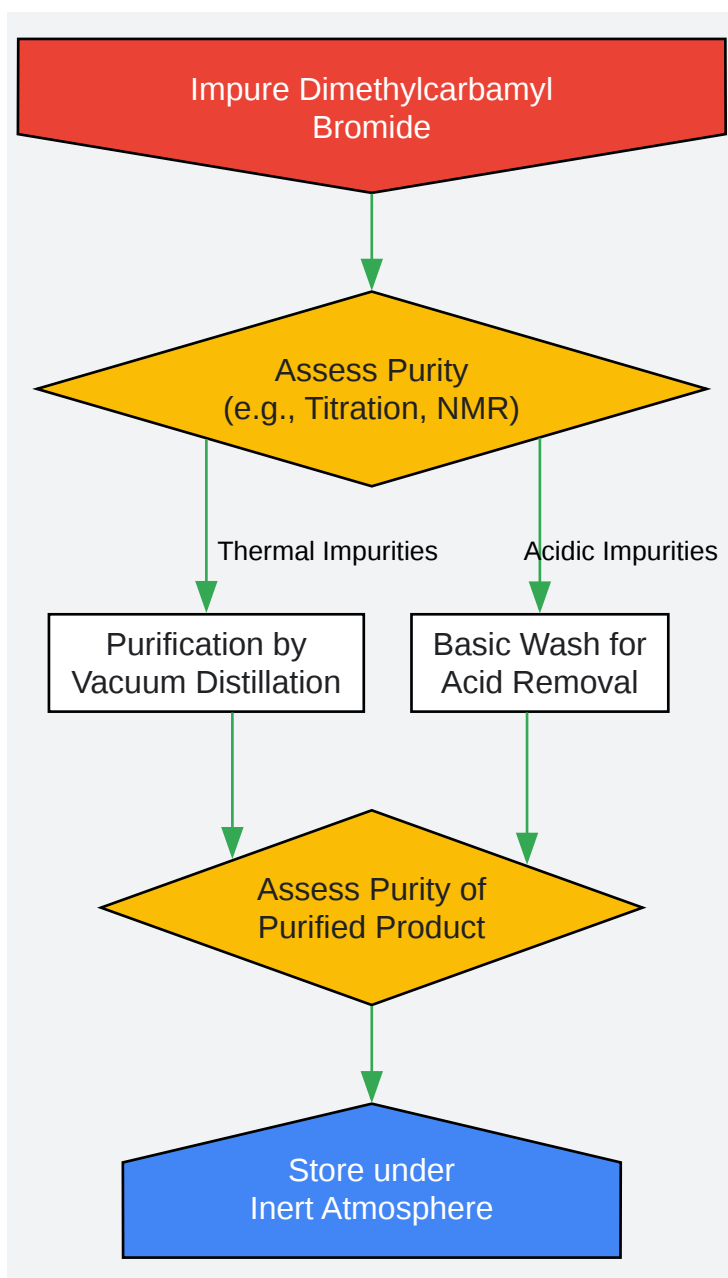 Impure Dimethylcarbamyl
Bromide
Assess Purity
(e.g., Titration, NMR)
Thermal Impurities
Acidic Impurities
Purification by
Vacuum Distillation
Basic Wash for
Acid Removal
Assess Purity of
Purified Product
Store under
Inert Atmosphere